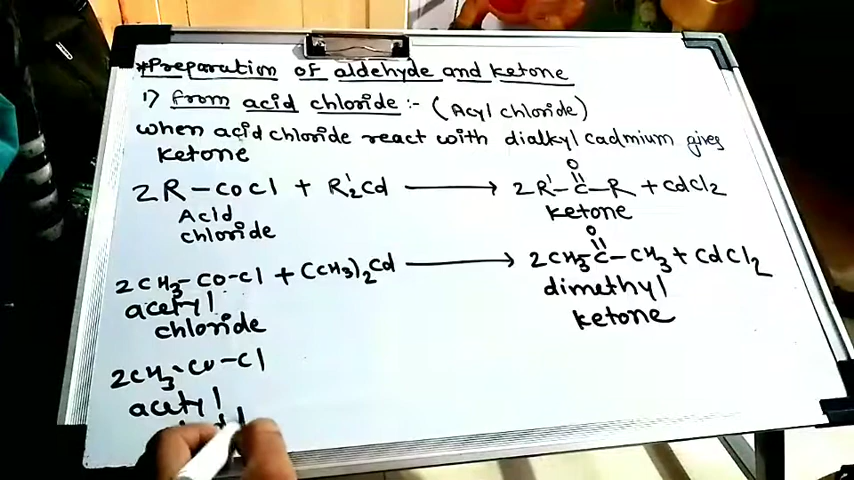 *Preparation of aldehyde and ketone
1) from acid chloride :- (Acyl chloride)
when acid chloride react with dialkyl cadmium gives
ketone
2R-COCl + R'₂Cd ⟶ 2R'-C(=O)-R + CdCl₂
Acid ketone
chloride
2CH₃-CO-Cl + (CH₃)₂Cd ⟶ 2CH₃-C(=O)-CH₃ + CdCl₂
acetyl dimethyl
chloride ketone
2CH₃-CO-Cl
acetyl